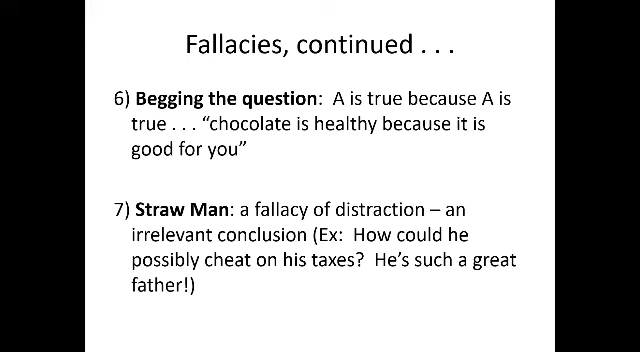 Fallacies, continued . . .
6) Begging the question: A is true because A is
true . . . “chocolate is healthy because it is
good for you”
7) Straw Man: a fallacy of distraction – an
irrelevant conclusion (Ex: How could he
possibly cheat on his taxes? He’s such a great
father!)